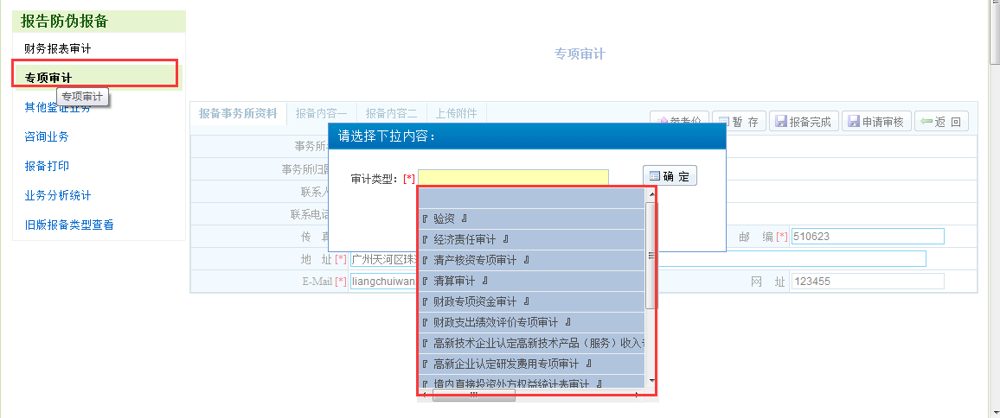 报告防伪报备
财务报表审计
专项审计
专项审计
其他鉴证业务
咨询业务
报备打印
业务分析统计
旧版报备类型查看
专项审计
报备事务所资料 报备内容一 报备内容二 上传附件
参考价 暂 存 报备完成 申请审核 返 回
请选择下拉内容：
审计类型：[*] 确 定
『 验资 』
『 经济责任审计 』
『 清产核资专项审计 』
『 清算审计 』
『 财政专项资金审计 』
『 财政支出绩效评价专项审计 』
『 高新技术企业认定高新技术产品（服务）收入
『 高新企业认定研发费用专项审计 』
『 境内直接投资外方权益统计表审计 』
事务所
事务所归属
联系人
联系电话
传 真 邮 编[*] 510623
地 址[*] 广州天河区珠
E-Mail [*] liangchuiwan 网 址 123455